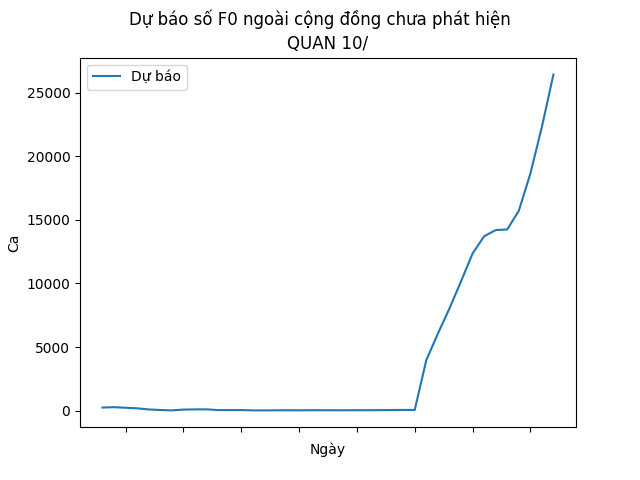 Dự báo số F0 ngoài cộng đồng chưa phát hiện
QUAN 10/
Dự báo
25000
20000
15000
10000
5000
0
Ca
Ngày